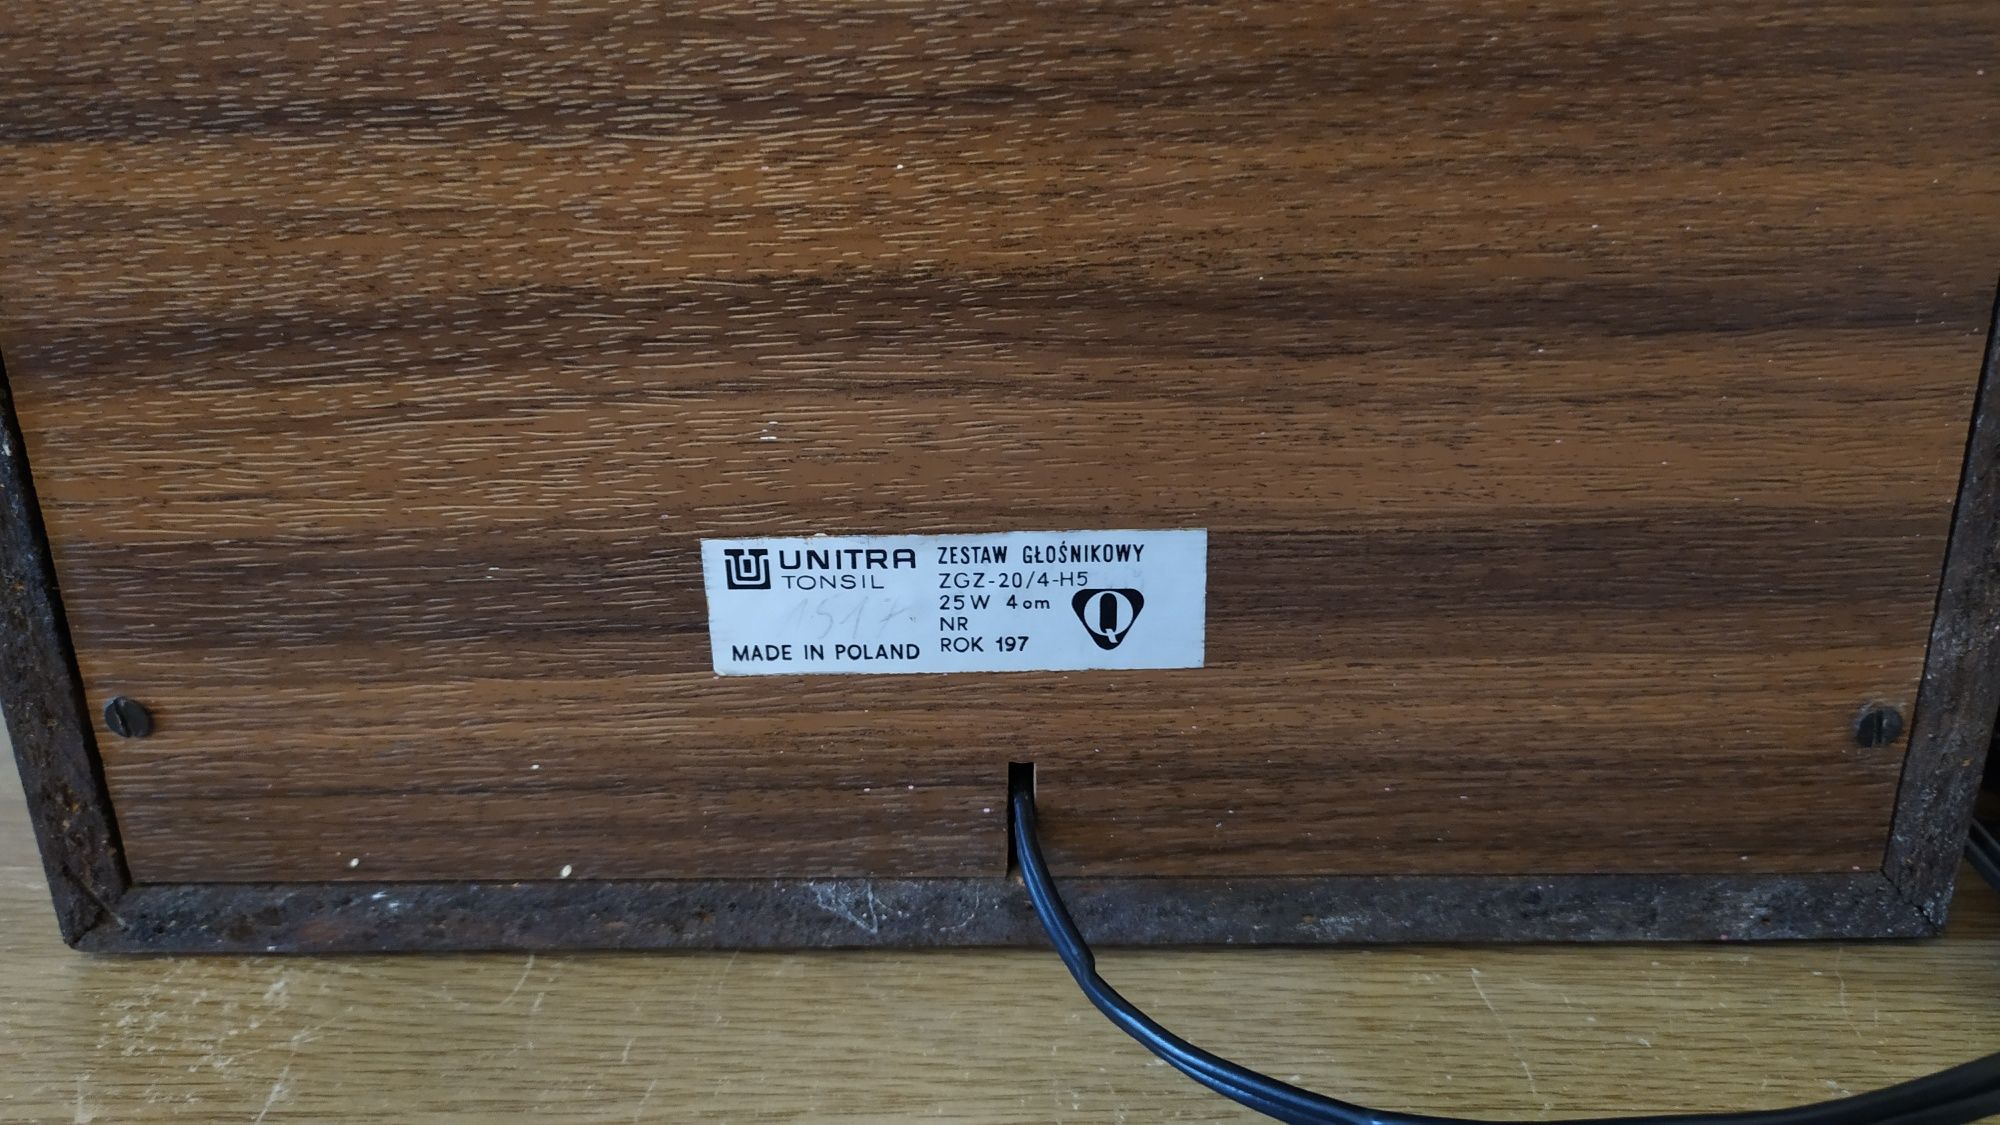 UNITRA
TONSIL
MADE IN POLAND
ZESTAW GŁOŚNIKOWY
ZGZ-20/4-H5
25W 4om
NR
ROK 197
Q